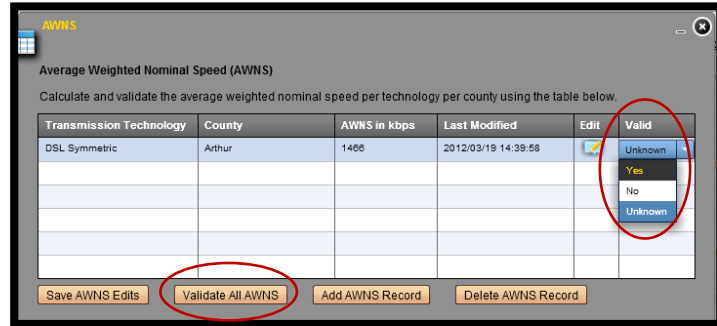 AWNS
Average Weighted Nominal Speed (AWNS)
Calculate and validate the average weighted nominal speed per technology per county using the table below.
Transmission Technology County AWNS in kbps Last Modified Edit Valid
DSL Symmetric Arthur 1466 2012/03/19 14:39:58 Unknown
Yes
No
Unknown
Save AWNS Edits Validate All AWNS Add AWNS Record Delete AWNS Record